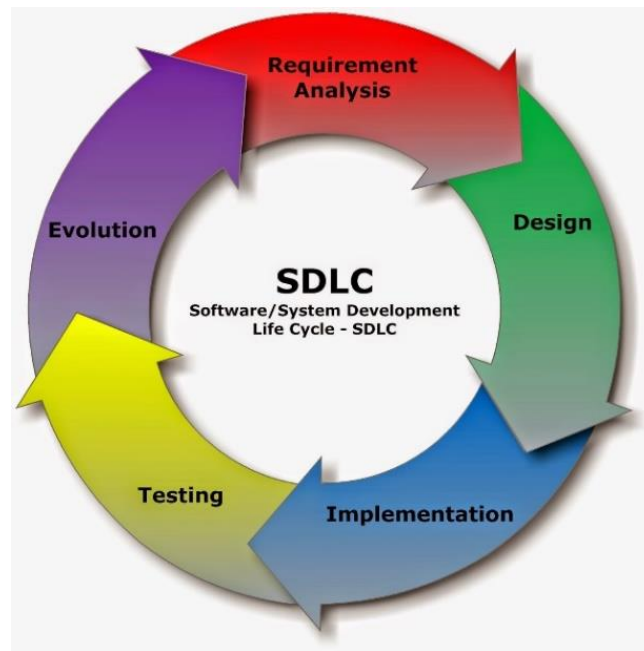 Requirement
Analysis
Design
Implementation
Testing
Evolution
SDLC
Software/System Development
Life Cycle - SDLC